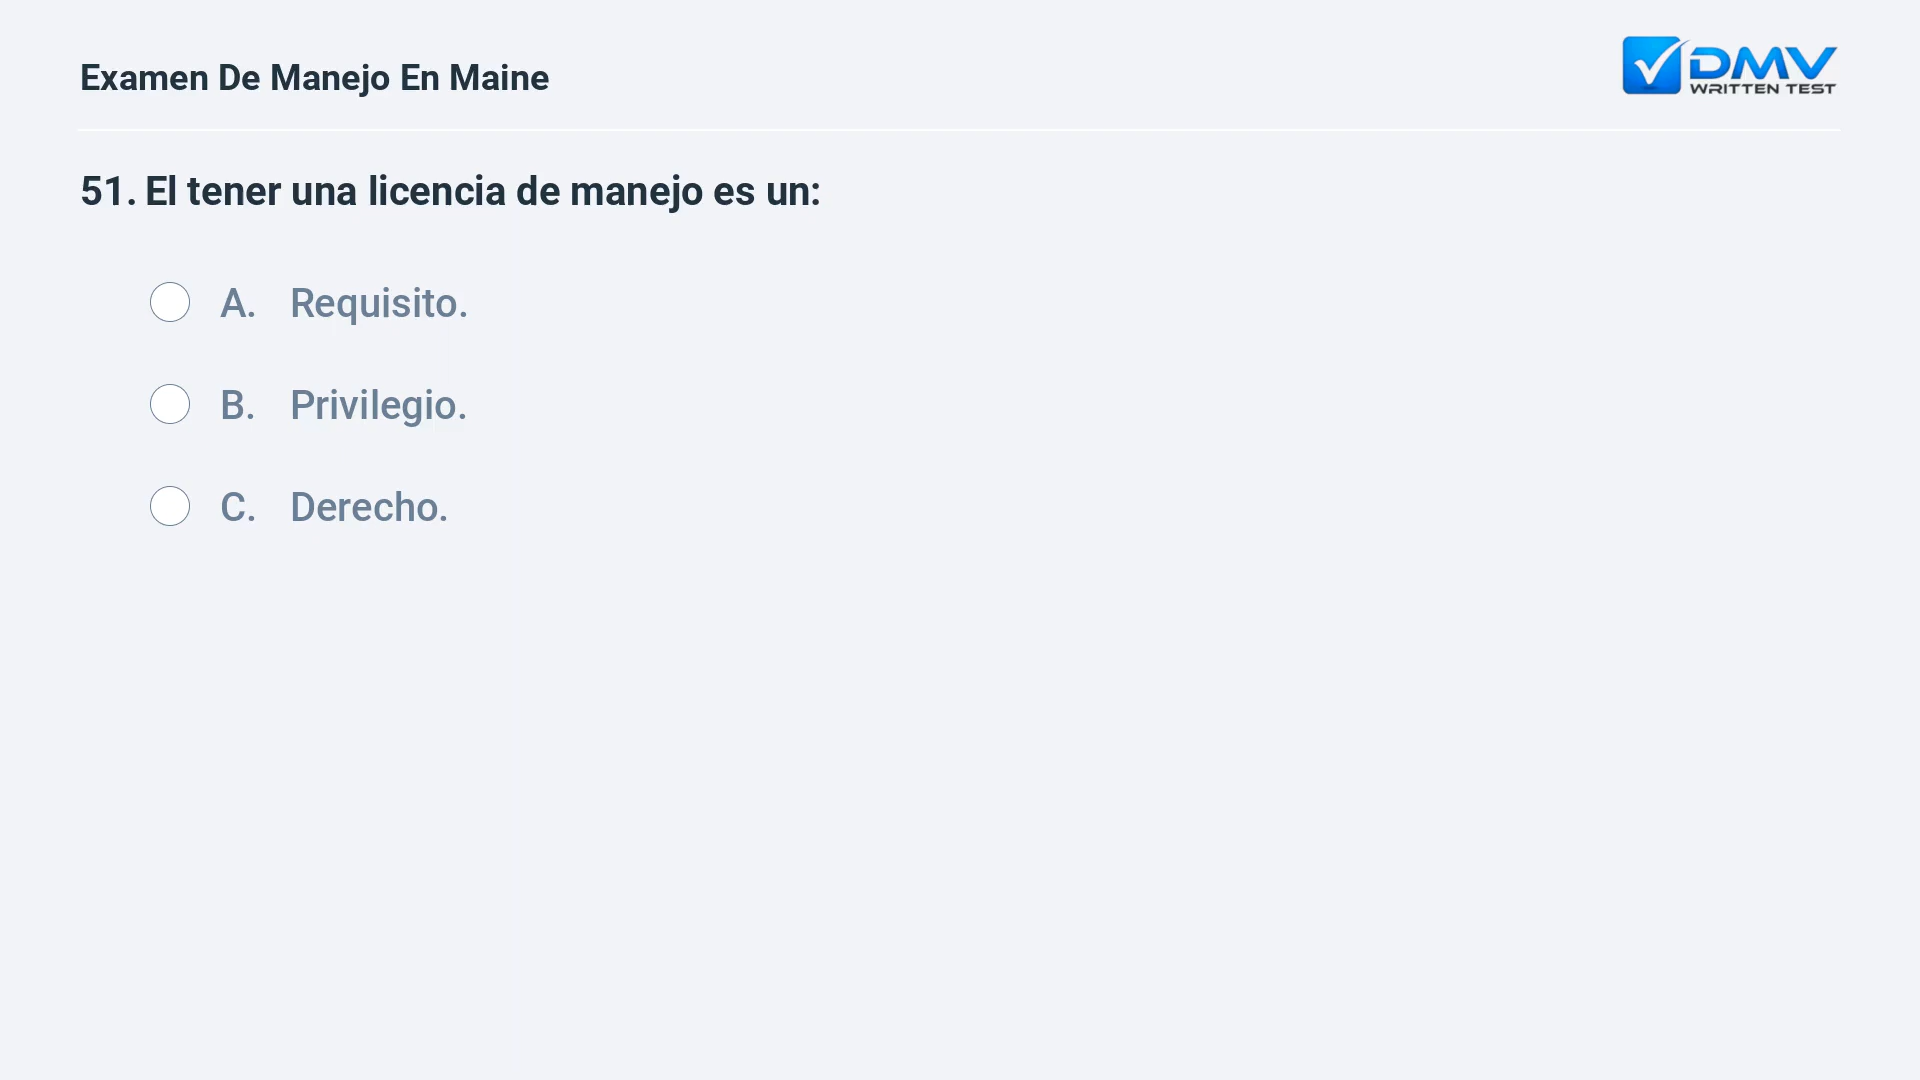 Examen De Manejo En Maine
DMV
WRITTEN TEST
51. El tener una licencia de manejo es un:
A. Requisito.
B. Privilegio.
C. Derecho.